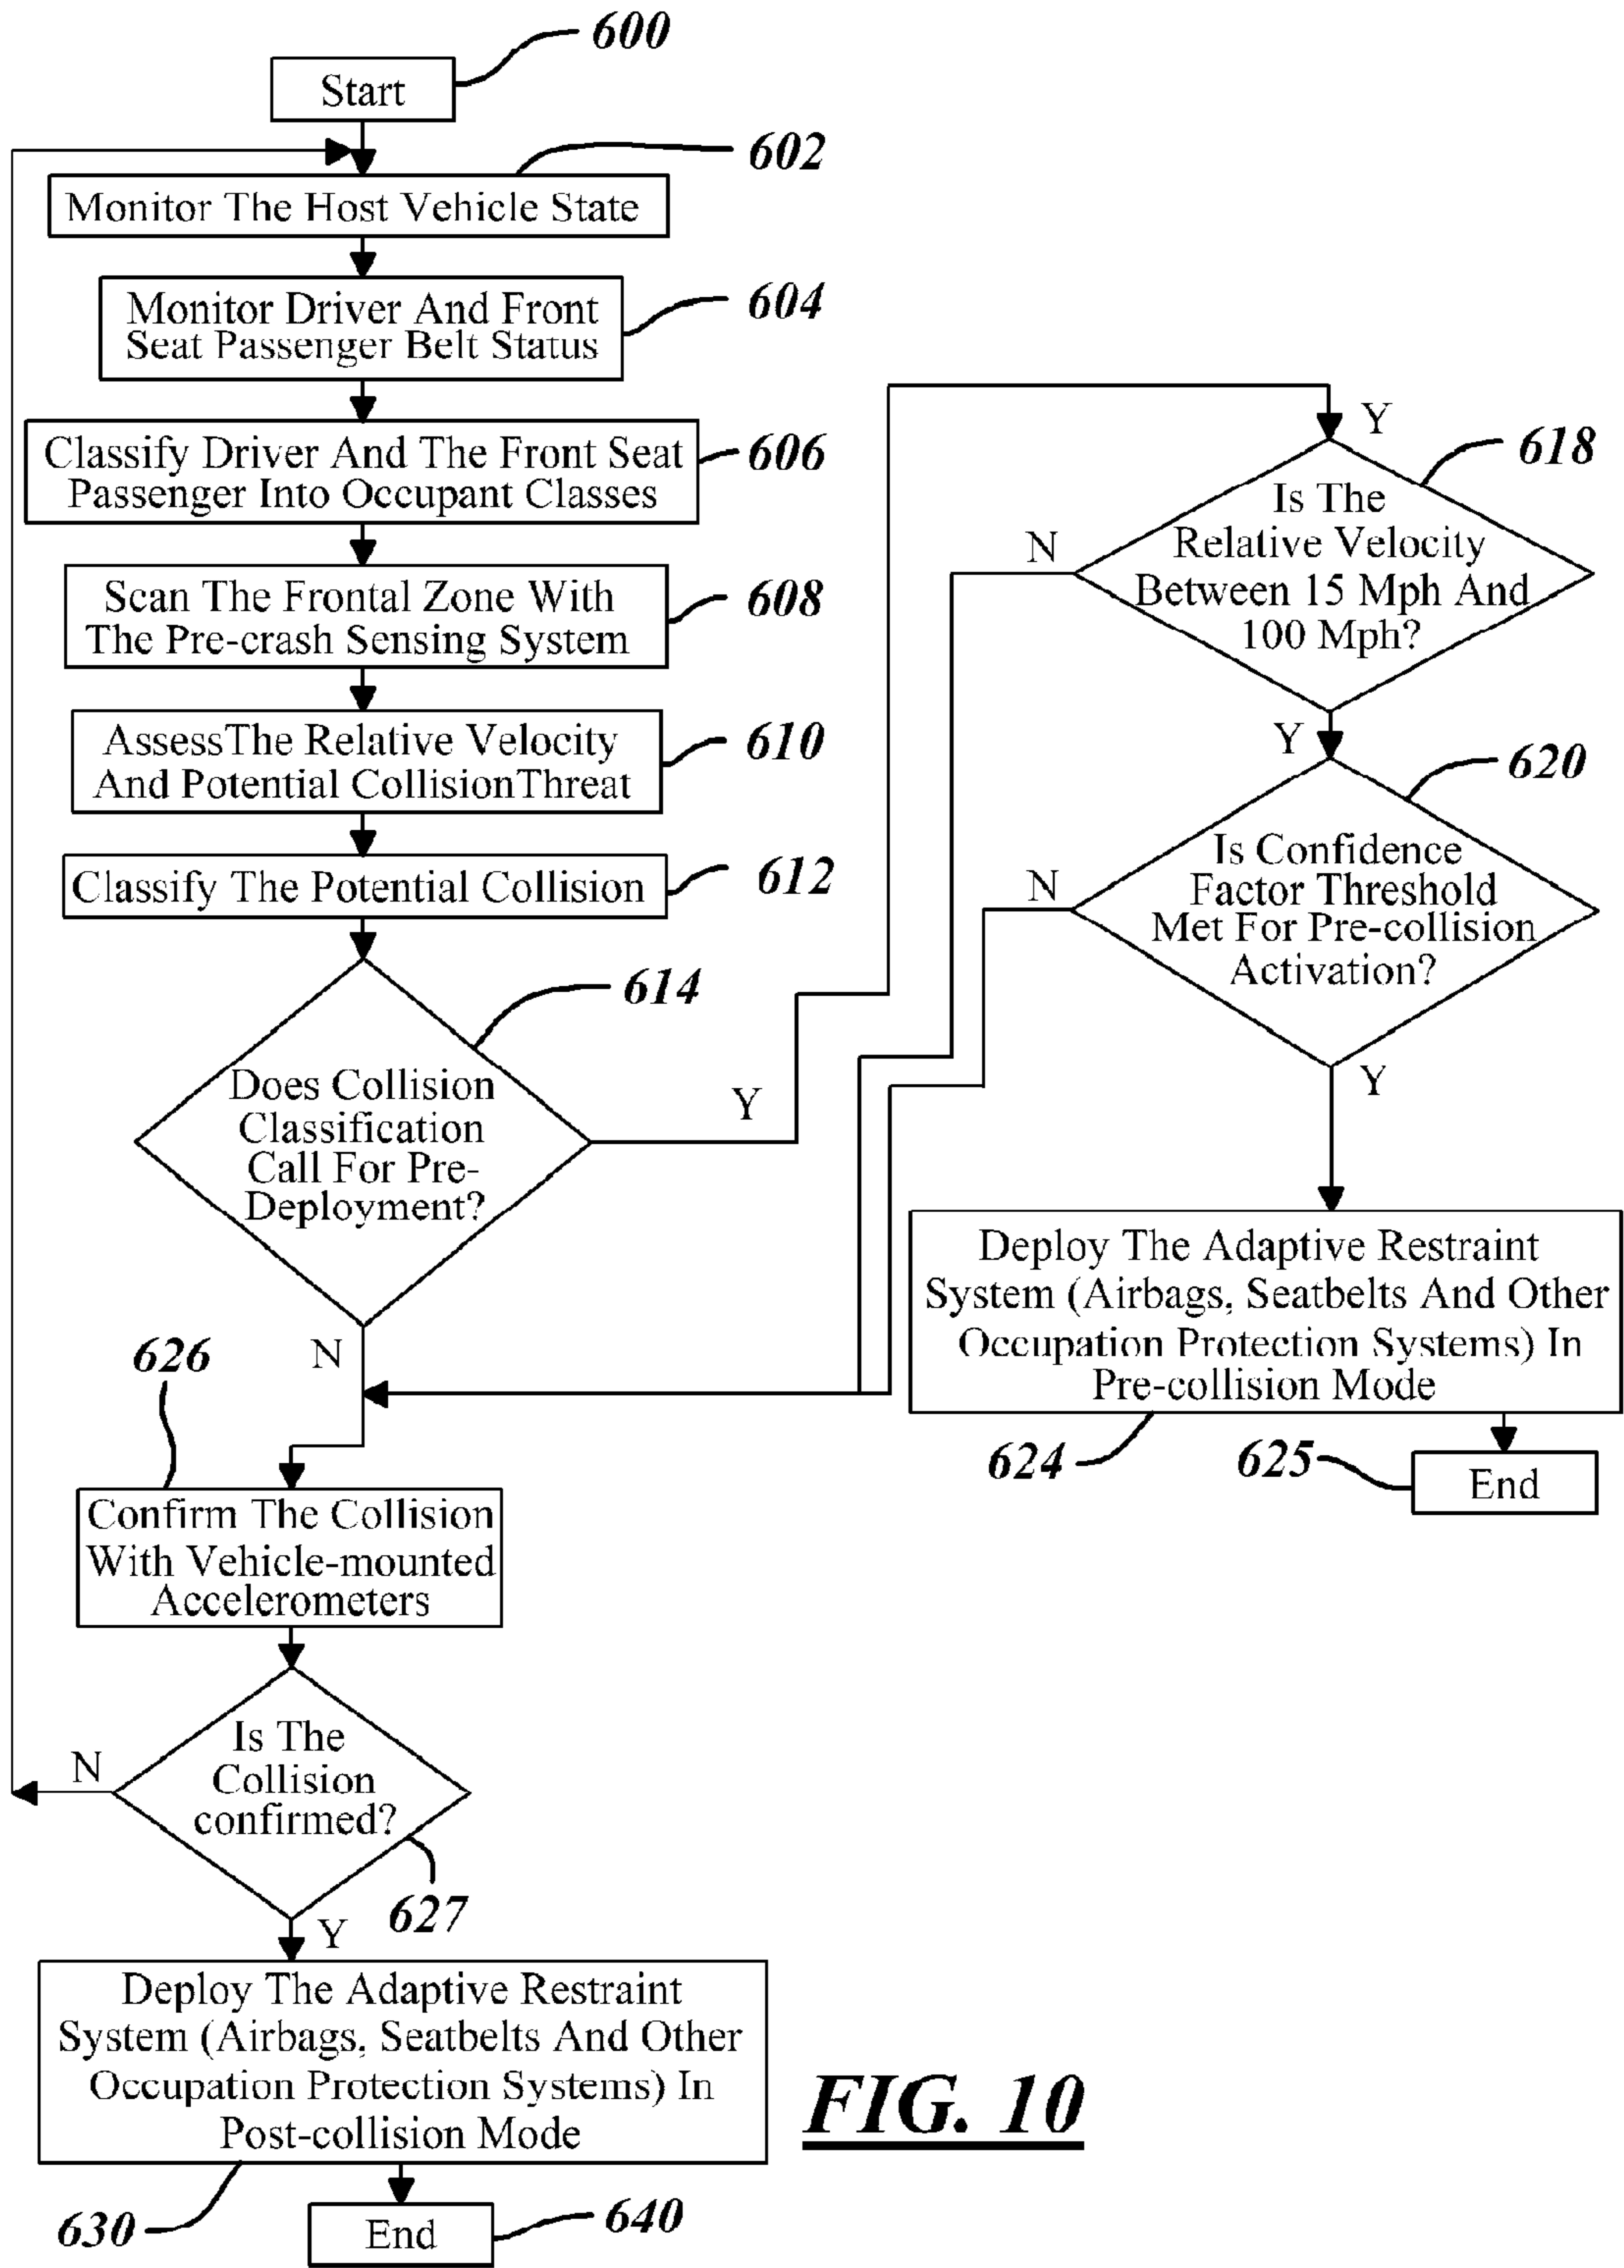 600
Start
602
Monitor The Host Vehicle State
Monitor Driver And Front
Seat Passenger Belt Status
604
Classify Driver And The Front Seat
Passenger Into Occupant Classes
606
Scan The Frontal Zone With
The Pre-crash Sensing System
608
AssessThe Relative Velocity
And Potential CollisionThreat
610
Classify The Potential Collision
612
614
Does Collision
Classification
Call For Pre-
Deployment?
Y
N
Y
618
Is The
Relative Velocity
Between 15 Mph And
100 Mph?
N
Y
620
Is Confidence
Factor Threshold
Met For Pre-collision
Activation?
N
Y
Deploy The Adaptive Restraint
System (Airbags, Seatbelts And Other
Occupation Protection Systems) In
Pre-collision Mode
624
625
End
626
Confirm The Collision
With Vehicle-mounted
Accelerometers
Is The
Collision
confirmed?
N
627
Y
Deploy The Adaptive Restraint
System (Airbags, Seatbelts And Other
Occupation Protection Systems) In
Post-collision Mode
630
End
640
FIG. 10